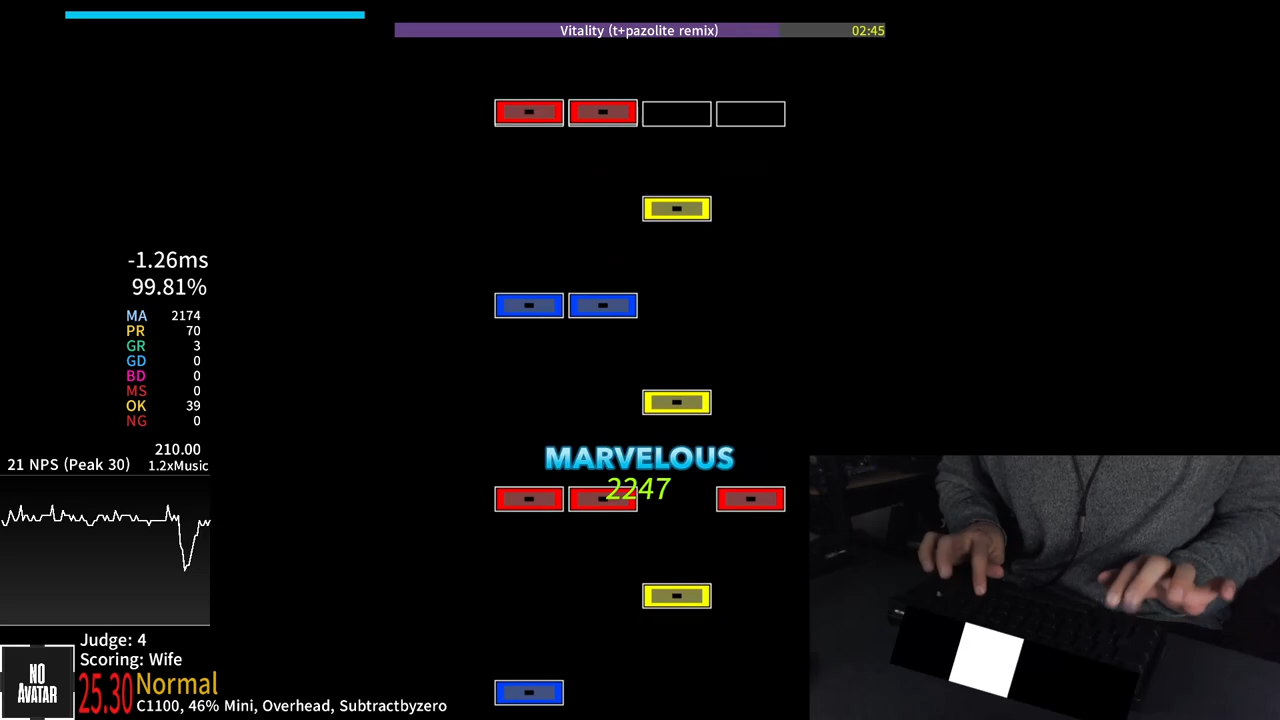 Vitality (t+pazolite remix) 02:45
-1.26ms
99.81%
MA 2174
PR 70
GR 3
GD 0
BD 0
MS 0
OK 39
NG 0
210.00
21 NPS (Peak 30) 1.2xMusic
MARVELOUS
2247
Judge: 4
Scoring: Wife
NO AVATAR
25.30 Normal
C1100, 46% Mini, Overhead, Subtractbyzero